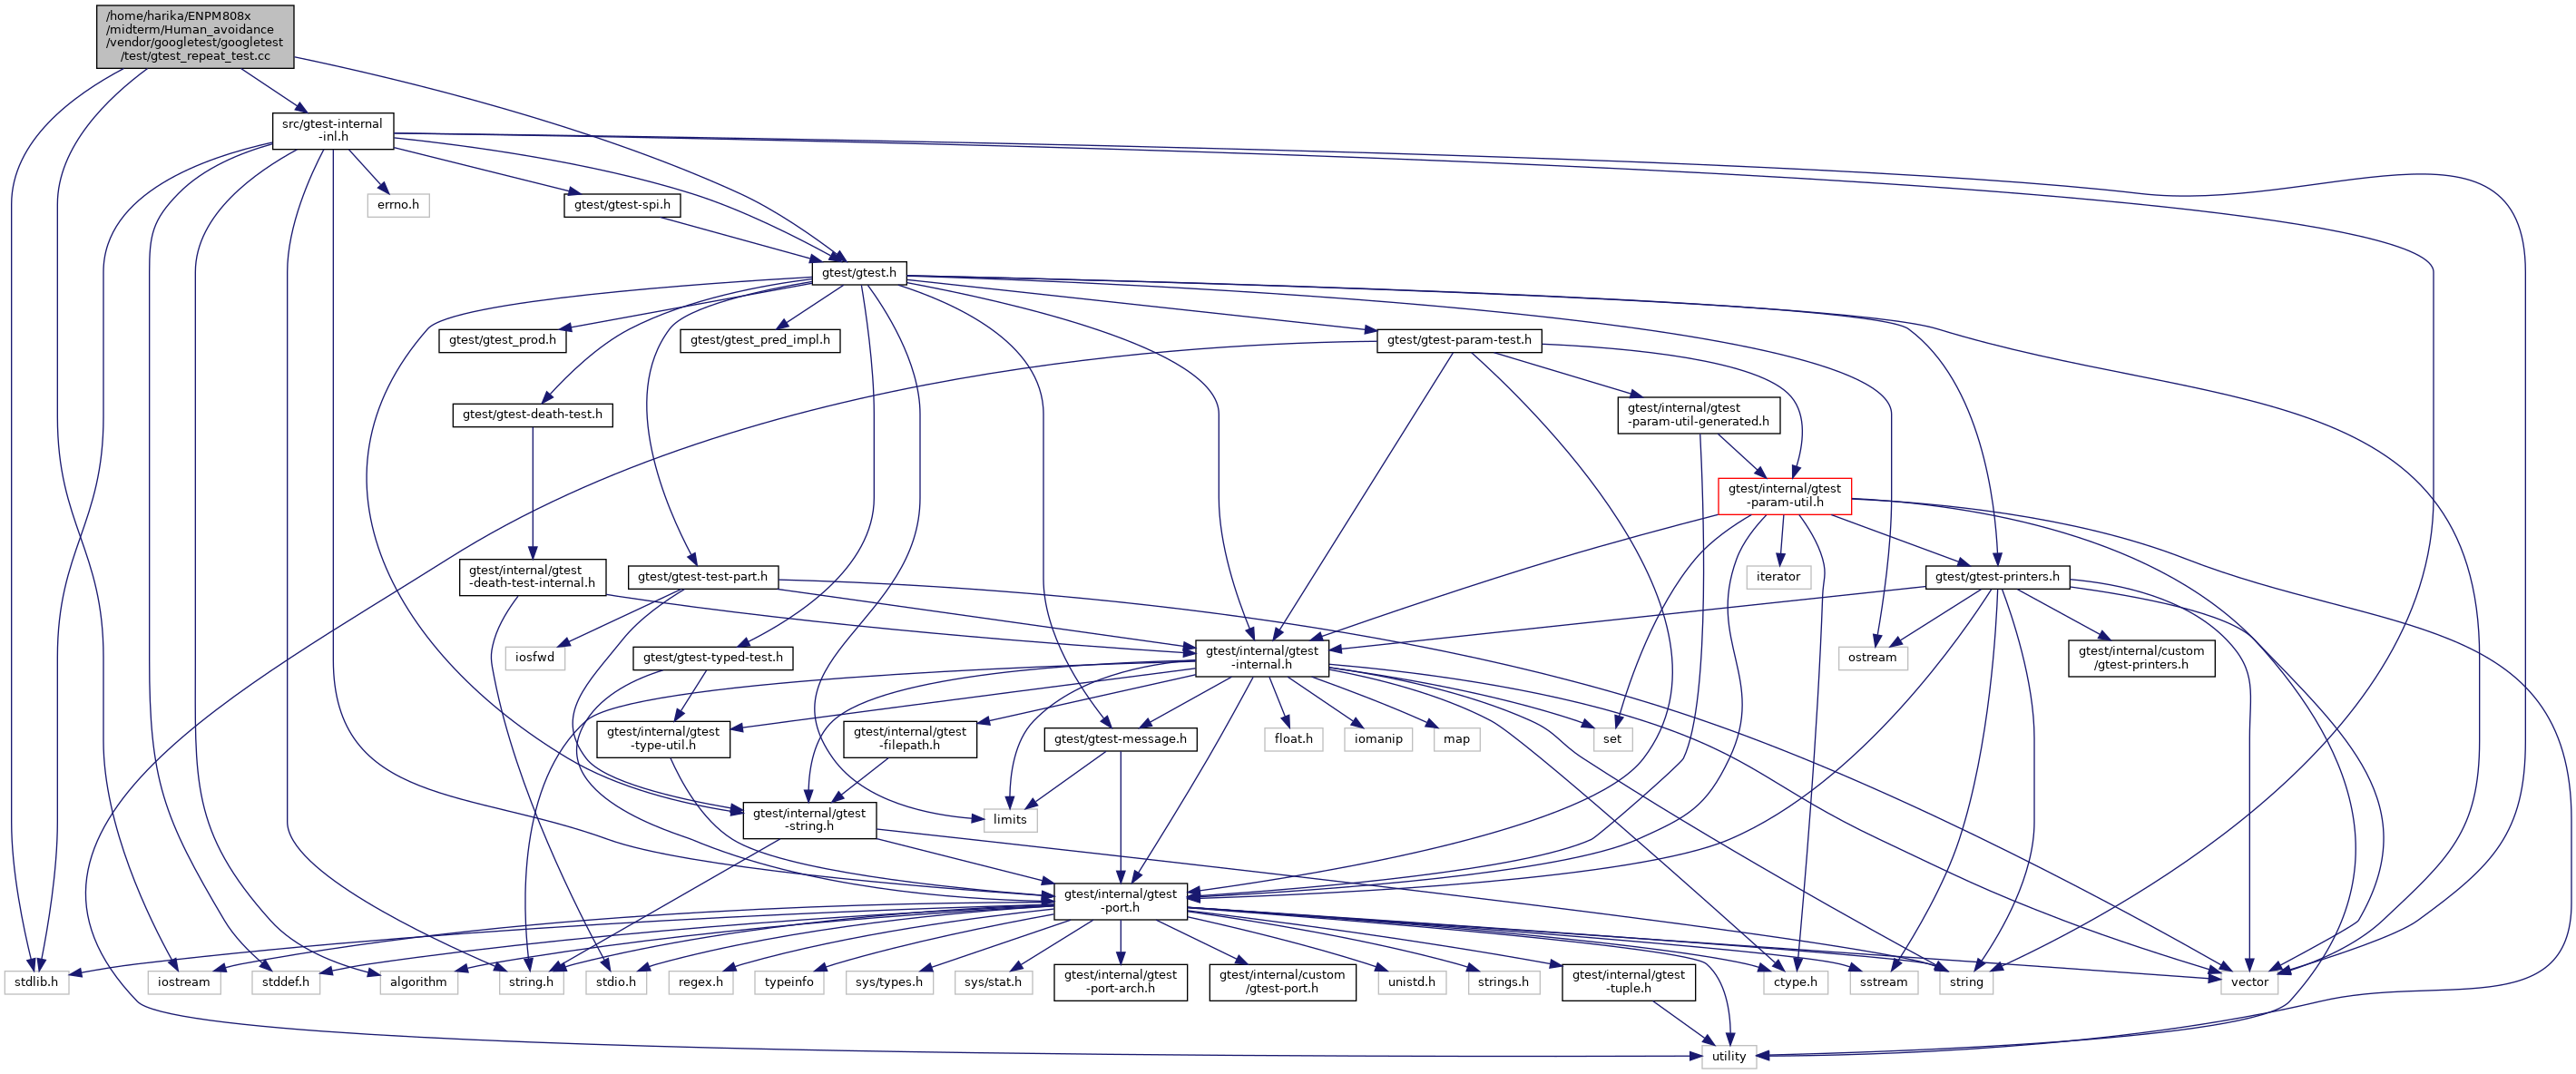 /home/harika/ENPM808x
/midterm/Human_avoidance
/vendor/googletest/googletest
/test/gtest_repeat_test.cc
src/gtest-internal
-inl.h
errno.h
gtest/gtest-spi.h
gtest/gtest.h
gtest/gtest_prod.h
gtest/gtest_pred_impl.h
gtest/gtest-param-test.h
gtest/gtest-death-test.h
gtest/internal/gtest
-param-util-generated.h
gtest/internal/gtest
-param-util.h
gtest/internal/gtest
-death-test-internal.h
gtest/gtest-test-part.h
iterator
gtest/gtest-printers.h
iosfwd
gtest/gtest-typed-test.h
gtest/internal/gtest
-internal.h
ostream
gtest/internal/custom
/gtest-printers.h
gtest/internal/gtest
-type-util.h
gtest/internal/gtest
-filepath.h
gtest/gtest-message.h
float.h
iomanip
map
set
gtest/internal/gtest
-string.h
limits
gtest/internal/gtest
-port.h
stdlib.h
iostream
stddef.h
algorithm
string.h
stdio.h
regex.h
typeinfo
sys/types.h
sys/stat.h
gtest/internal/gtest
-port-arch.h
gtest/internal/custom
/gtest-port.h
unistd.h
strings.h
gtest/internal/gtest
-tuple.h
ctype.h
sstream
string
vector
utility